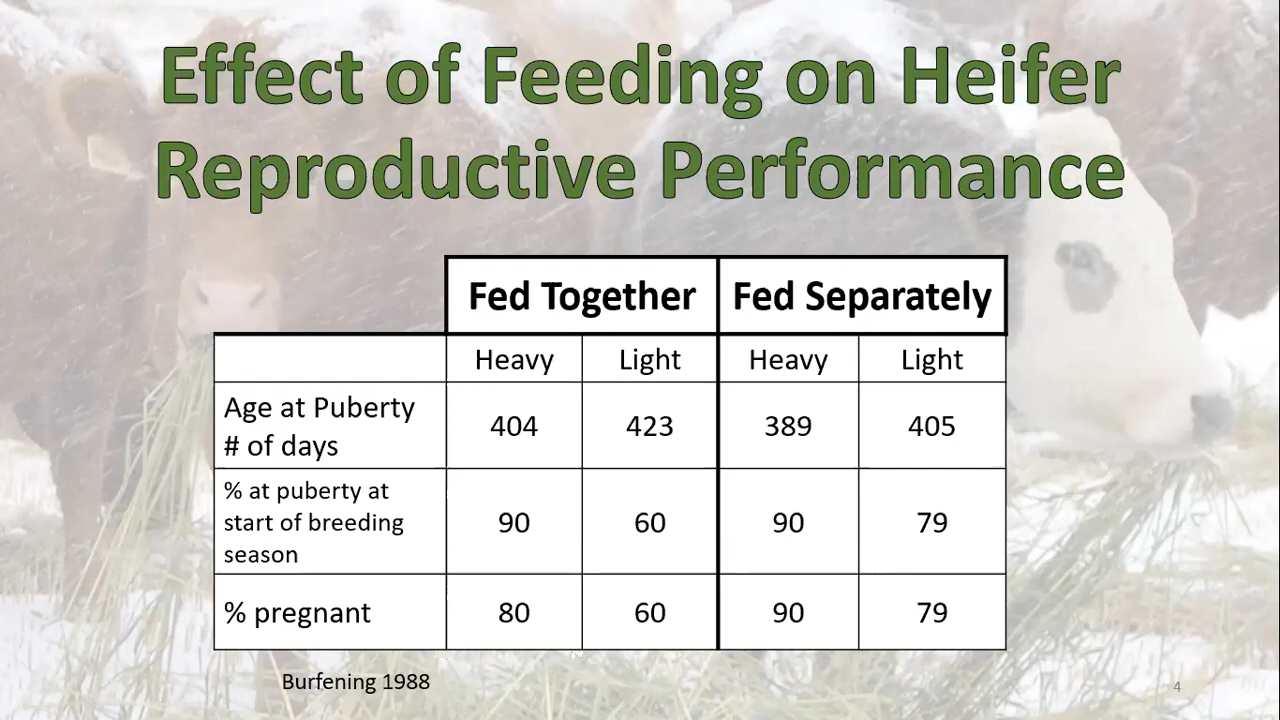 Effect of Feeding on Heifer
Reproductive Performance
Fed Together Fed Separately
Heavy Light Heavy Light
Age at Puberty
# of days
404 423 389 405
% at puberty at
start of breeding
season
90 60 90 79
% pregnant 80 60 90 79
Burfening 1988
4